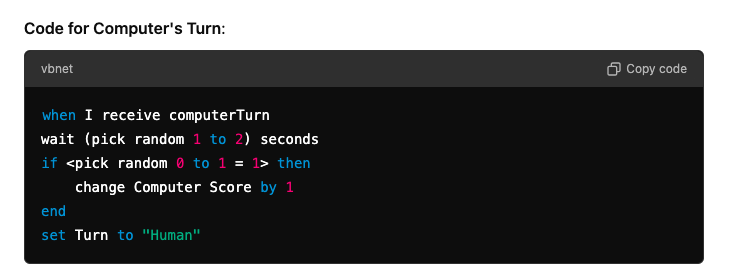 Code for Computer's Turn:
vbnet
Copy code
when I receive computerTurn
wait (pick random 1 to 2) seconds
if <pick random 0 to 1 = 1> then
    change Computer Score by 1
end
set Turn to "Human"